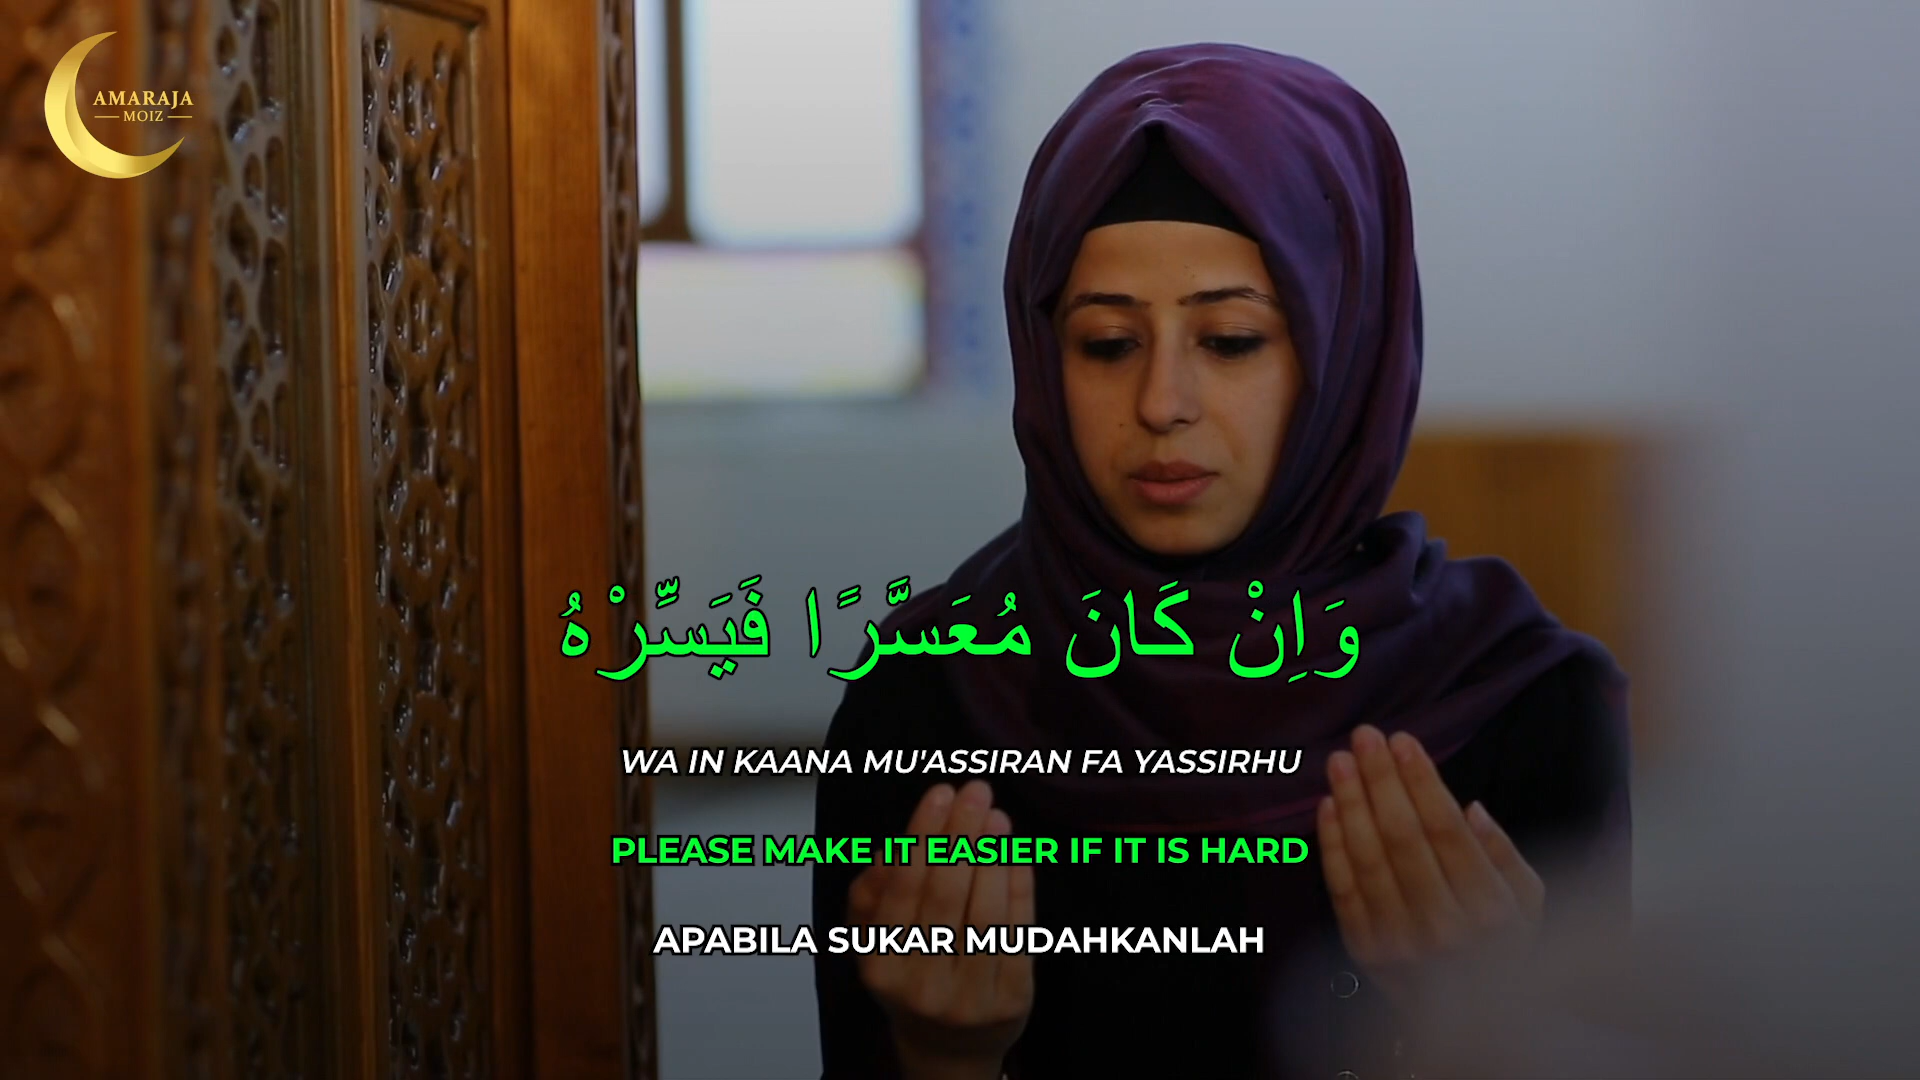 AMARAJA
MOIZ
وَاِنْ كَانَ مُعَسَّرًا فَيَسِّرْهُ
WA IN KAANA MU'ASSIRAN FA YASSIRHU
PLEASE MAKE IT EASIER IF IT IS HARD
APABILA SUKAR MUDAHKANLAH